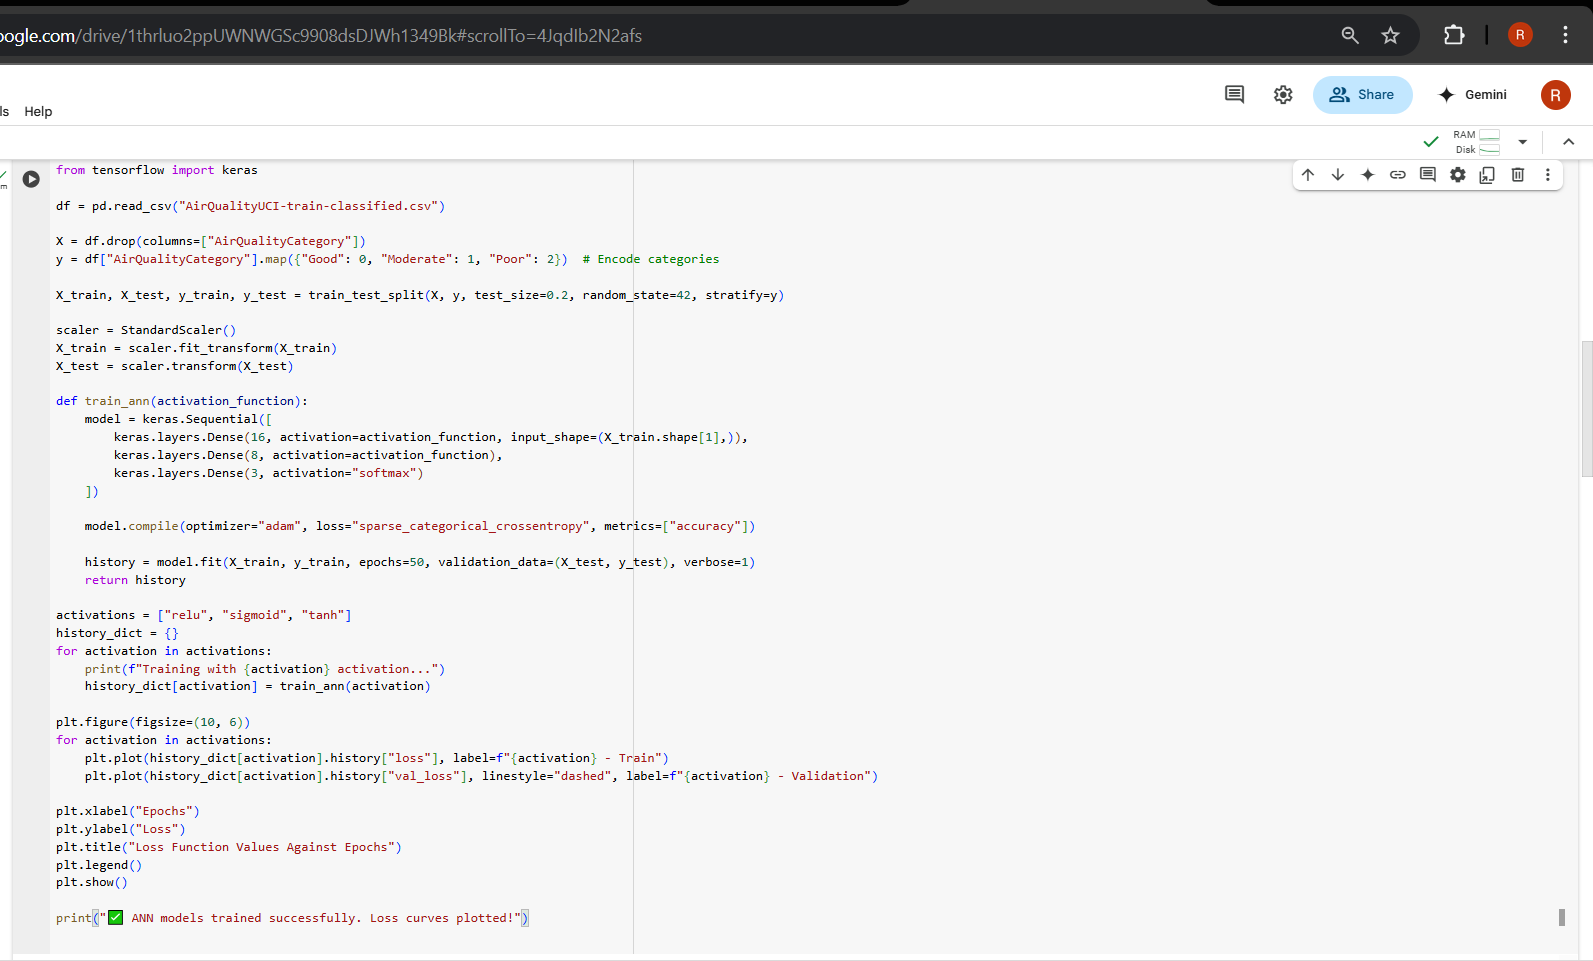 oogle.com/drive/1thrluo2ppUWNWGSc9908dsDJWh1349Bk#scrollTo=4JqdIb2N2afs
R
ls Help
Share
Gemini
R
RAM
Disk
from tensorflow import keras
df = pd.read_csv("AirQualityUCI-train-classified.csv")
X = df.drop(columns=["AirQualityCategory"])
y = df["AirQualityCategory"].map({"Good": 0, "Moderate": 1, "Poor": 2})  # Encode categories
X_train, X_test, y_train, y_test = train_test_split(X, y, test_size=0.2, random_state=42, stratify=y)
scaler = StandardScaler()
X_train = scaler.fit_transform(X_train)
X_test = scaler.transform(X_test)
def train_ann(activation_function):
    model = keras.Sequential([
        keras.layers.Dense(16, activation=activation_function, input_shape=(X_train.shape[1],)),
        keras.layers.Dense(8, activation=activation_function),
        keras.layers.Dense(3, activation="softmax")
    ])
    model.compile(optimizer="adam", loss="sparse_categorical_crossentropy", metrics=["accuracy"])
    history = model.fit(X_train, y_train, epochs=50, validation_data=(X_test, y_test), verbose=1)
    return history
activations = ["relu", "sigmoid", "tanh"]
history_dict = {}
for activation in activations:
    print(f"Training with {activation} activation...")
    history_dict[activation] = train_ann(activation)
plt.figure(figsize=(10, 6))
for activation in activations:
    plt.plot(history_dict[activation].history["loss"], label=f"{activation} - Train")
    plt.plot(history_dict[activation].history["val_loss"], linestyle="dashed", label=f"{activation} - Validation")
plt.xlabel("Epochs")
plt.ylabel("Loss")
plt.title("Loss Function Values Against Epochs")
plt.legend()
plt.show()
print("✅ ANN models trained successfully. Loss curves plotted!")